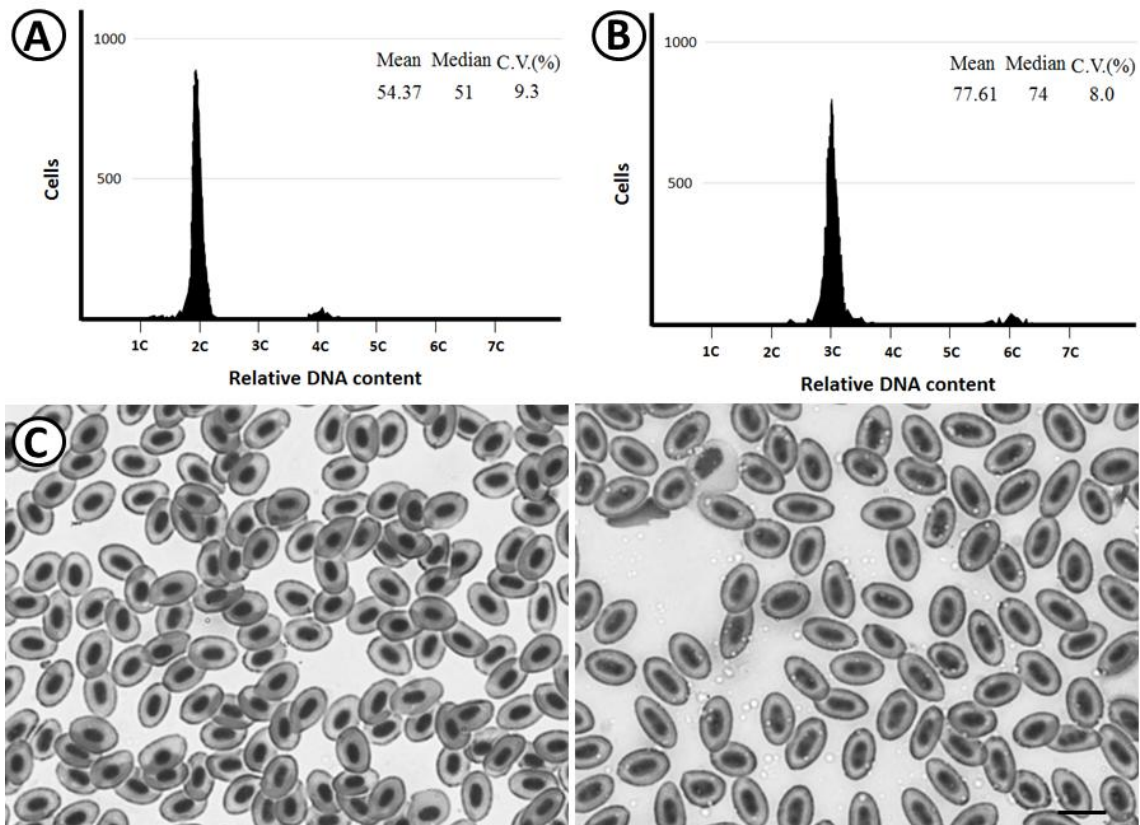 A
1000
Mean Median C.V.(%)
54.37 51 9.3
Cells
500
1C 2C 3C 4C 5C 6C 7C
Relative DNA content
B
1000
Mean Median C.V.(%)
77.61 74 8.0
Cells
500
1C 2C 3C 4C 5C 6C 7C
Relative DNA content
C